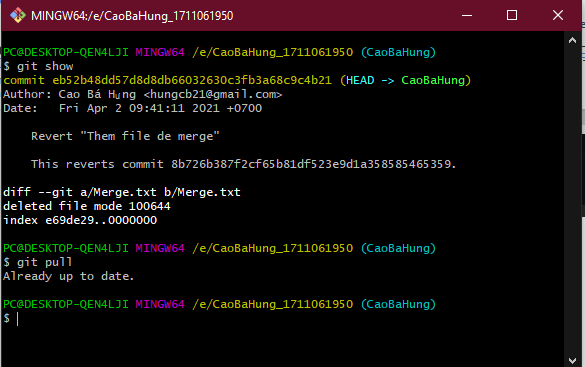 MINGW64:/e/CaoBaHung_1711061950
PC@DESKTOP-QEN4LJI MINGW64 /e/CaoBaHung_1711061950 (CaoBaHung)
$ git show
commit eb52b48dd57d8d8db66032630c3fb3a68c9c4b21 (HEAD -> CaoBaHung)
Author: Cao Bá Hưng <hungcb21@gmail.com>
Date:   Fri Apr 2 09:41:11 2021 +0700
    Revert "Them file de merge"
    This reverts commit 8b726b387f2cf65b81df523e9d1a358585465359.
diff --git a/Merge.txt b/Merge.txt
deleted file mode 100644
index e69de29..0000000
PC@DESKTOP-QEN4LJI MINGW64 /e/CaoBaHung_1711061950 (CaoBaHung)
$ git pull
Already up to date.
PC@DESKTOP-QEN4LJI MINGW64 /e/CaoBaHung_1711061950 (CaoBaHung)
$